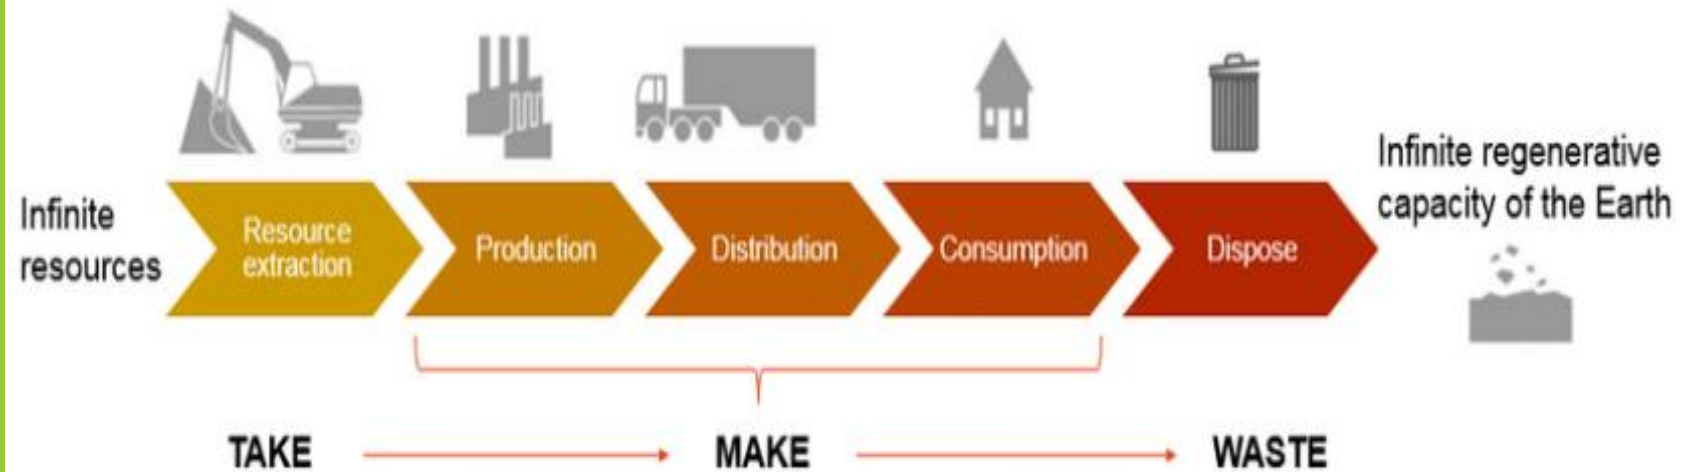 Infinite
resources
Resource
extraction
Production
Distribution
Consumption
Dispose
Infinite regenerative
capacity of the Earth
TAKE
MAKE
WASTE